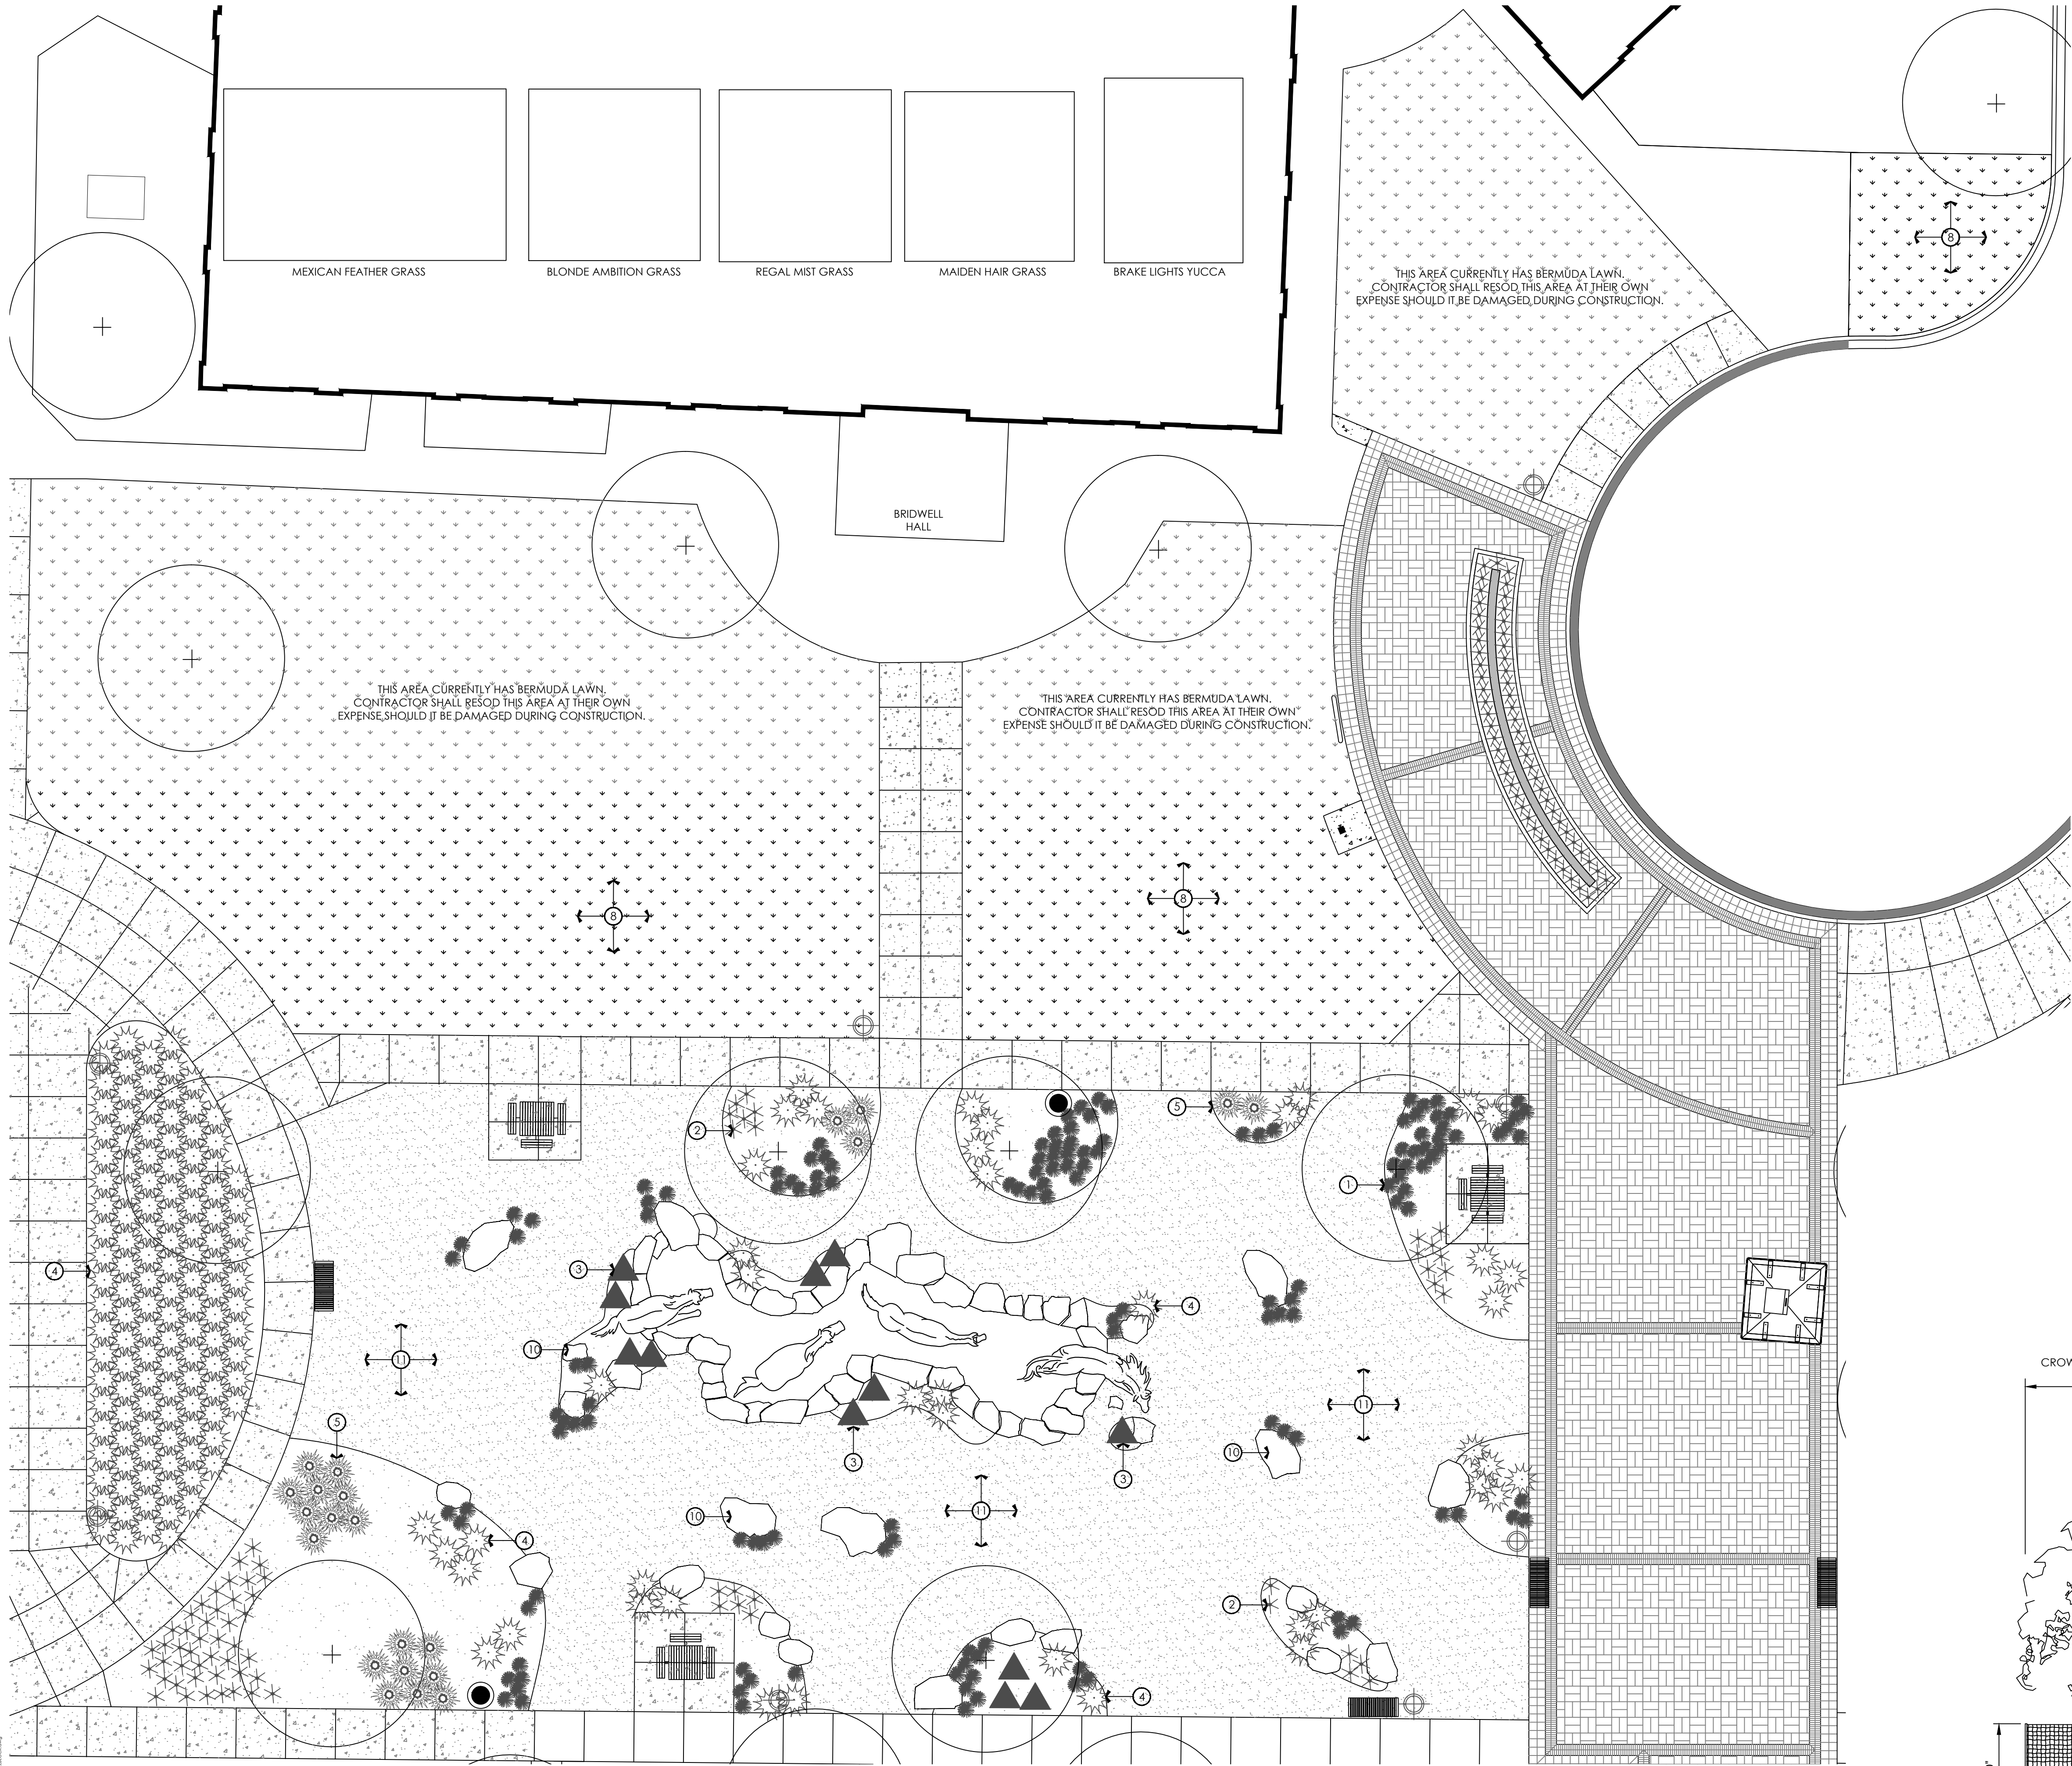 MEXICAN FEATHER GRASS
BLONDE AMBITION GRASS
REGAL MIST GRASS
MAIDEN HAIR GRASS
BRAKE LIGHTS YUCCA
THIS AREA CURRENTLY HAS BERMUDA LAWN.
CONTRACTOR SHALL RESOD THIS AREA AT THEIR OWN
EXPENSE SHOULD IT BE DAMAGED DURING CONSTRUCTION.
8
BRIDWELL
HALL
THIS AREA CURRENTLY HAS BERMUDA LAWN.
CONTRACTOR SHALL RESOD THIS AREA AT THEIR OWN
EXPENSE SHOULD IT BE DAMAGED DURING CONSTRUCTION.
THIS AREA CURRENTLY HAS BERMUDA LAWN.
CONTRACTOR SHALL RESOD THIS AREA AT THEIR OWN
EXPENSE SHOULD IT BE DAMAGED DURING CONSTRUCTION.
8
8
5
2
1
4
3
4
10
11
CROW
11
5
10
3
3
10
11
4
2
4